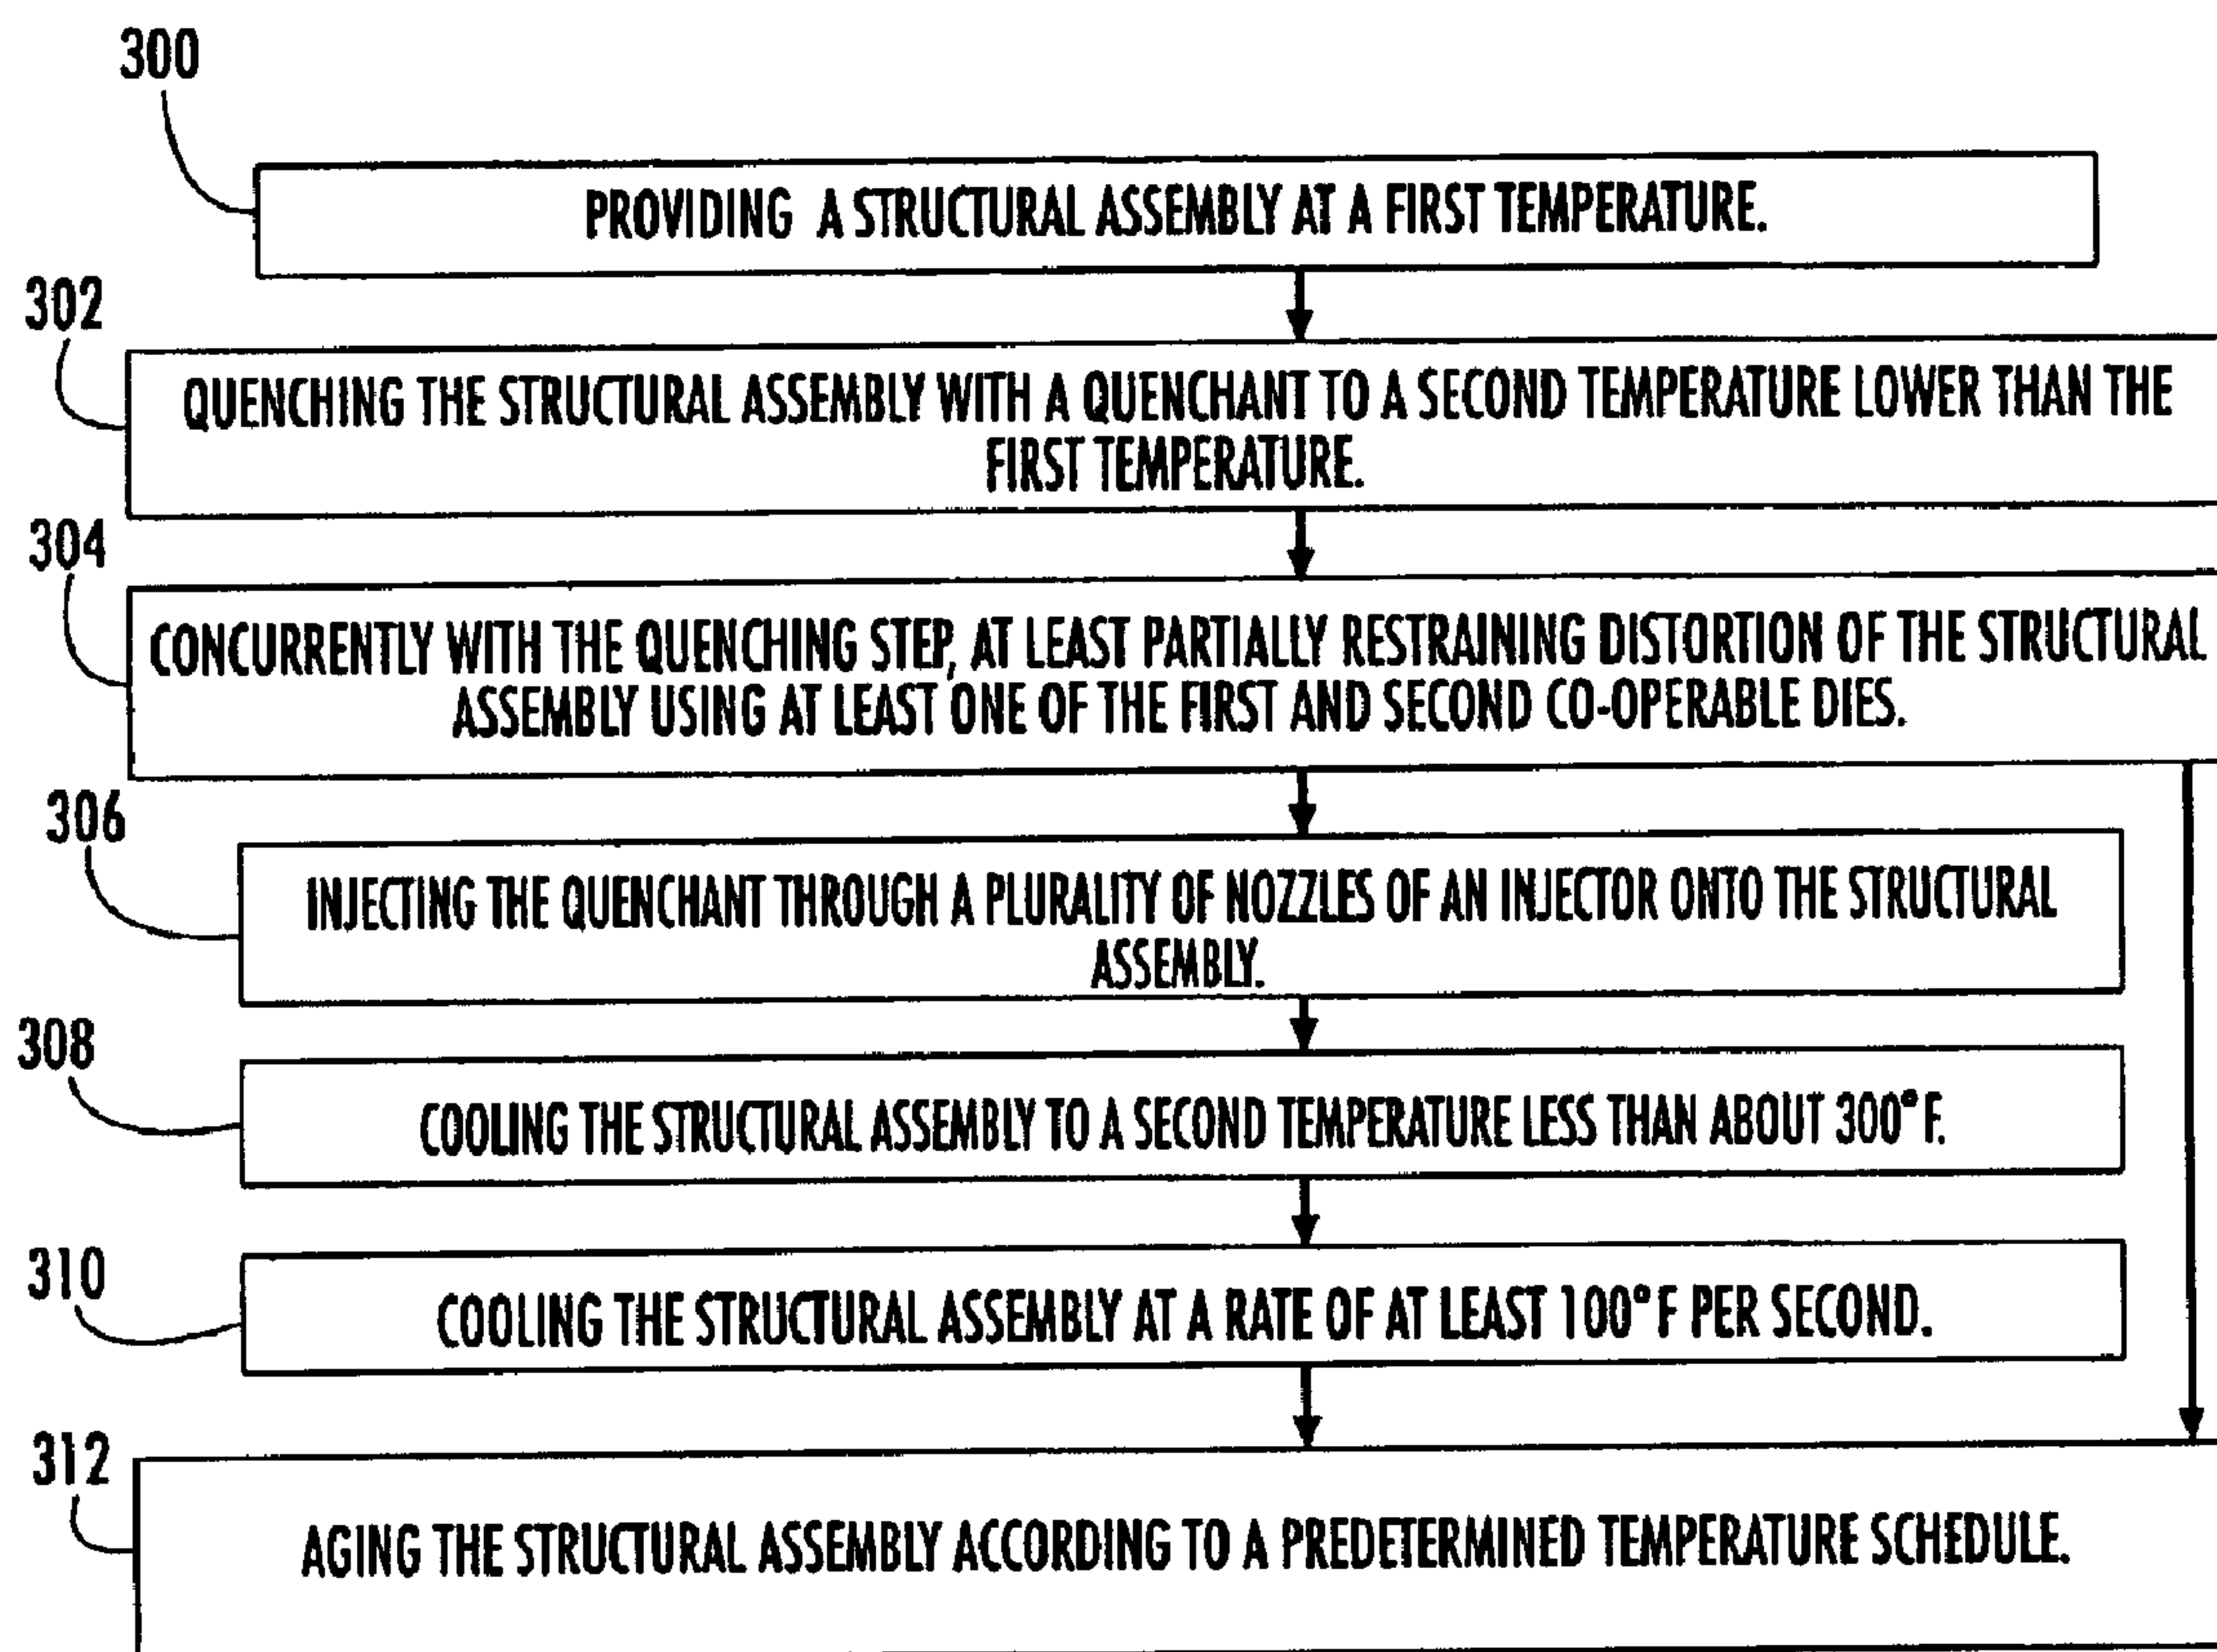 300
PROVIDING A STRUCTURAL ASSEMBLY AT A FIRST TEMPERATURE.
302
QUENCHING THE STRUCTURAL ASSEMBLY WITH A QUENCHANT TO A SECOND TEMPERATURE LOWER THAN THE
FIRST TEMPERATURE.
304
CONCURRENTLY WITH THE QUENCHING STEP, AT LEAST PARTIALLY RESTRAINING DISTORTION OF THE STRUCTURAL
ASSEMBLY USING AT LEAST ONE OF THE FIRST AND SECOND CO-OPERABLE DIES.
306
INJECTING THE QUENCHANT THROUGH A PLURALITY OF NOZZLES OF AN INJECTOR ONTO THE STRUCTURAL
ASSEMBLY.
308
COOLING THE STRUCTURAL ASSEMBLY TO A SECOND TEMPERATURE LESS THAN ABOUT 300°F.
310
COOLING THE STRUCTURAL ASSEMBLY AT A RATE OF AT LEAST 100°F PER SECOND.
312
AGING THE STRUCTURAL ASSEMBLY ACCORDING TO A PREDETERMINED TEMPERATURE SCHEDULE.